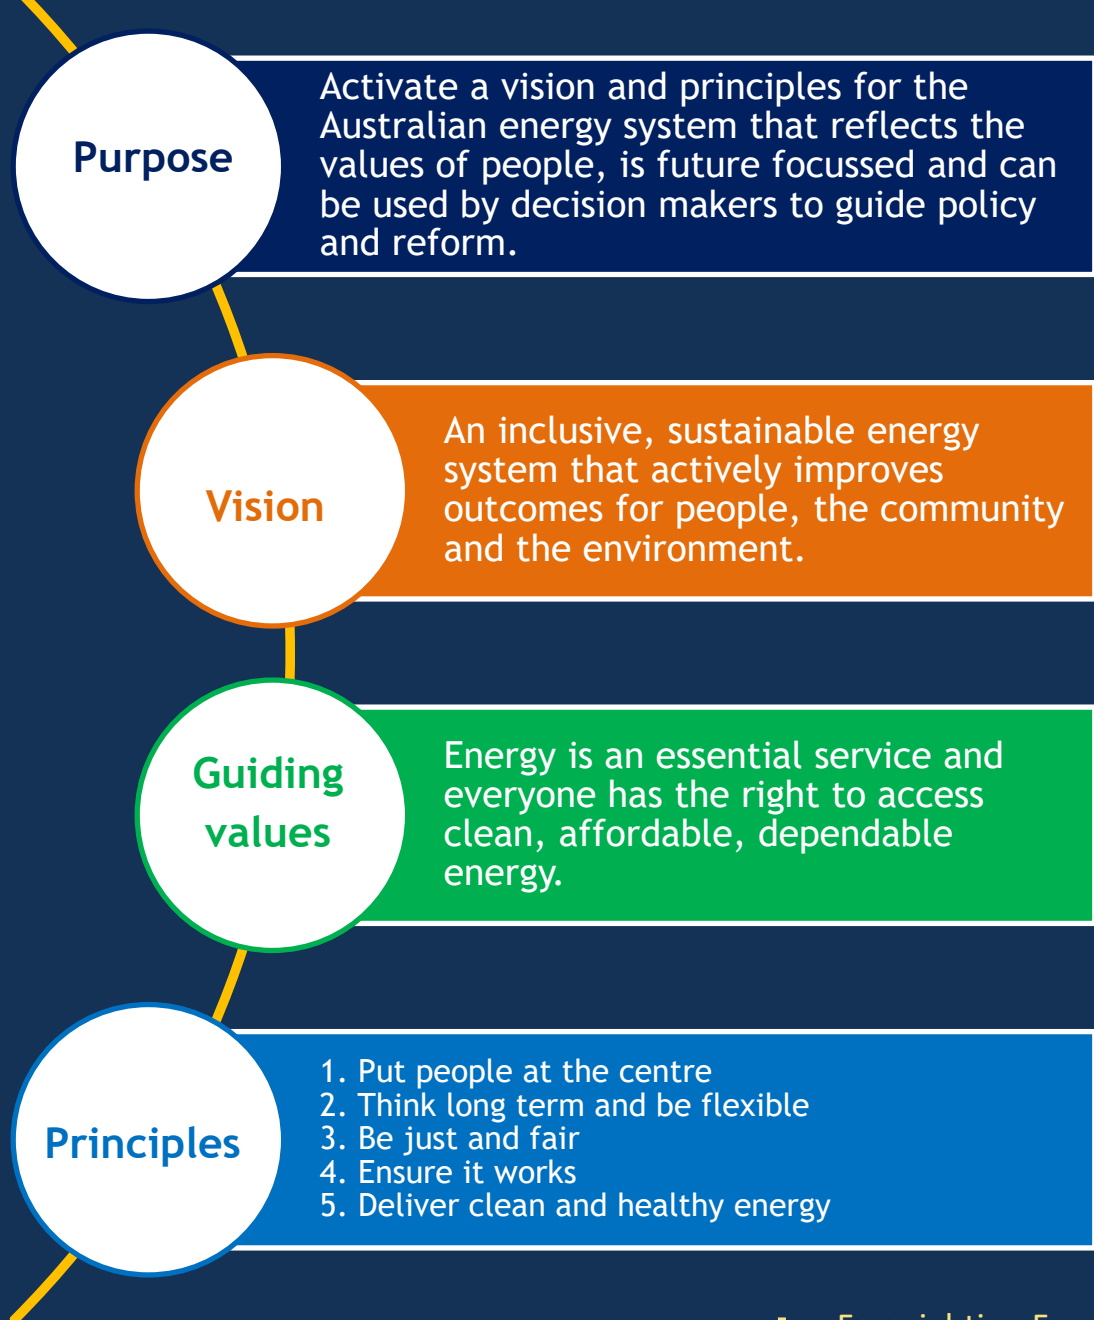 Purpose
Activate a vision and principles for the
Australian energy system that reflects the
values of people, is future focussed and can
be used by decision makers to guide policy
and reform.
Vision
An inclusive, sustainable energy
system that actively improves
outcomes for people, the community
and the environment.
Guiding
values
Energy is an essential service and
everyone has the right to access
clean, affordable, dependable
energy.
Principles
1. Put people at the centre
2. Think long term and be flexible
3. Be just and fair
4. Ensure it works
5. Deliver clean and healthy energy